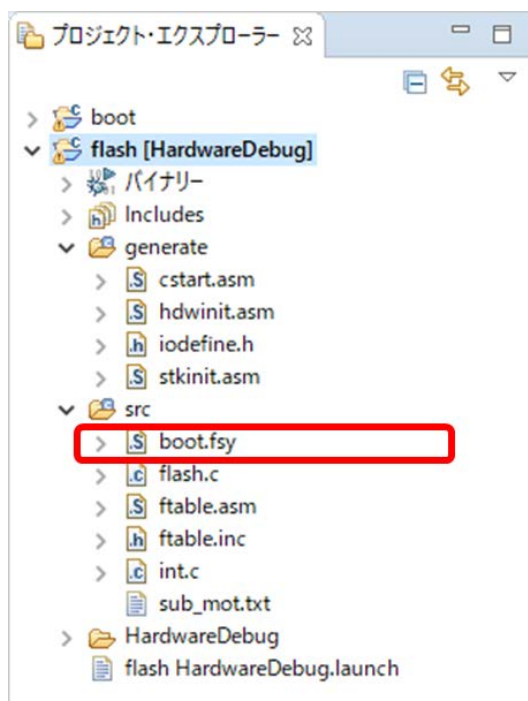 プロジェクト・エクスプローラー
boot
flash [HardwareDebug]
バイナリー
Includes
generate
cstart.asm
hdwinit.asm
iodefine.h
stkinit.asm
src
boot.fsy
flash.c
ftable.asm
ftable.inc
int.c
sub_mot.txt
HardwareDebug
flash HardwareDebug.launch